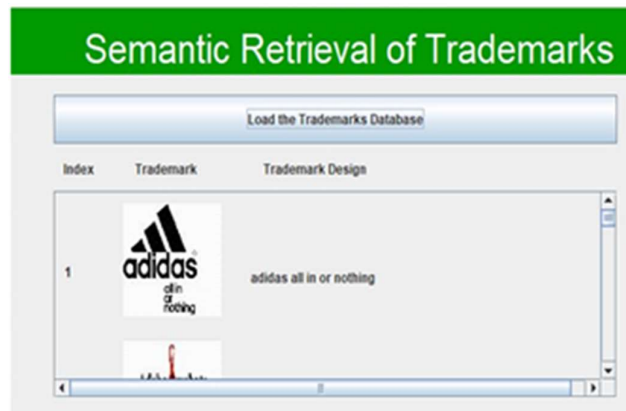 Semantic Retrieval of Trademarks
Load the Trademarks Database
Index Trademark Trademark Design
1
adidas
all in
or
nothing
adidas all in or nothing